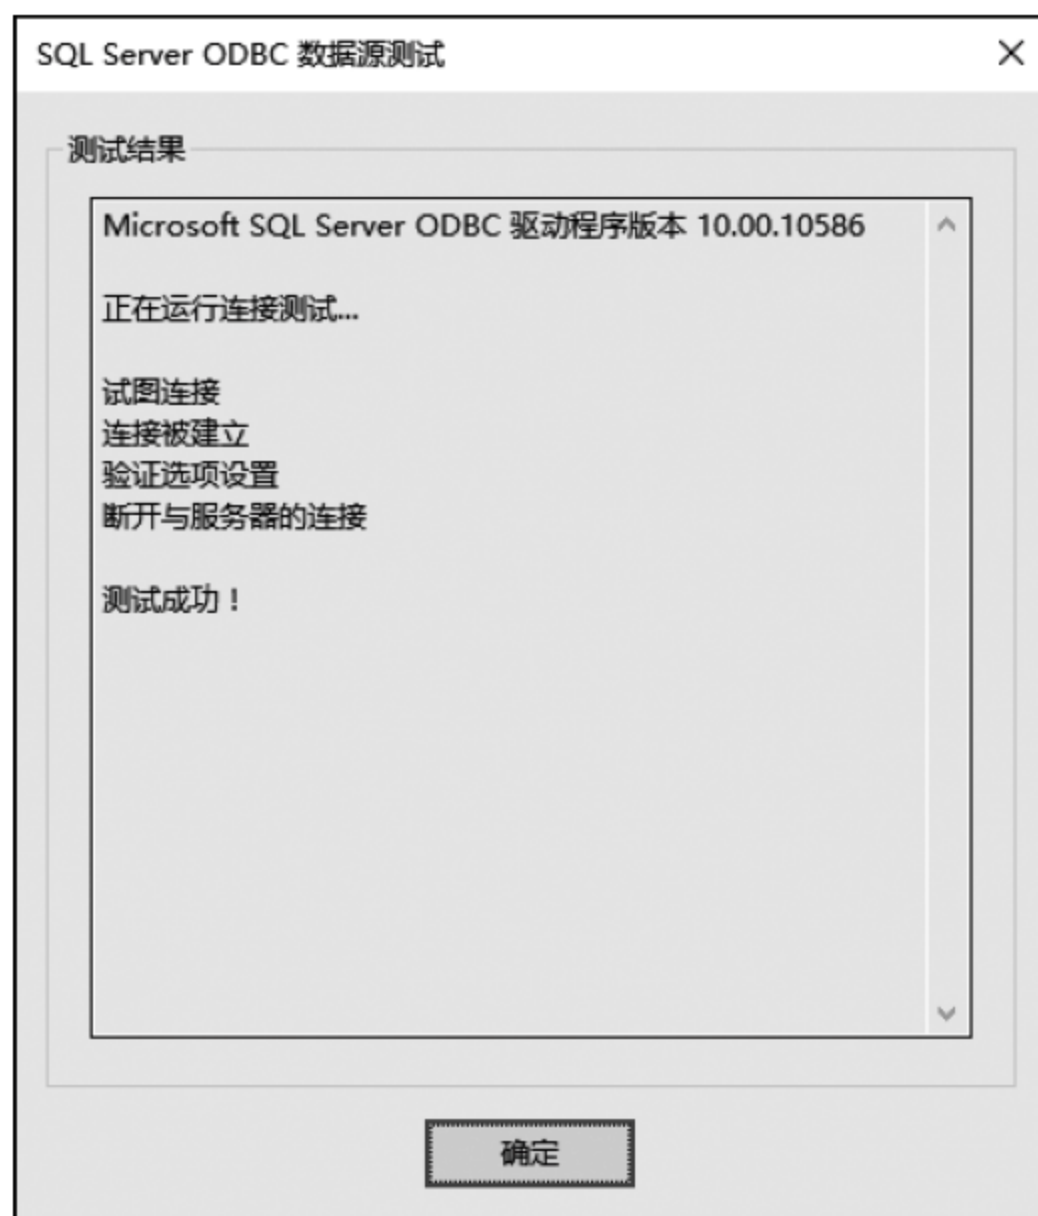 SQL Server ODBC 数据源测试
测试结果
Microsoft SQL Server ODBC 驱动程序版本 10.00.10586
正在运行连接测试...
试图连接
连接被建立
验证选项设置
断开与服务器的连接
测试成功！
确定